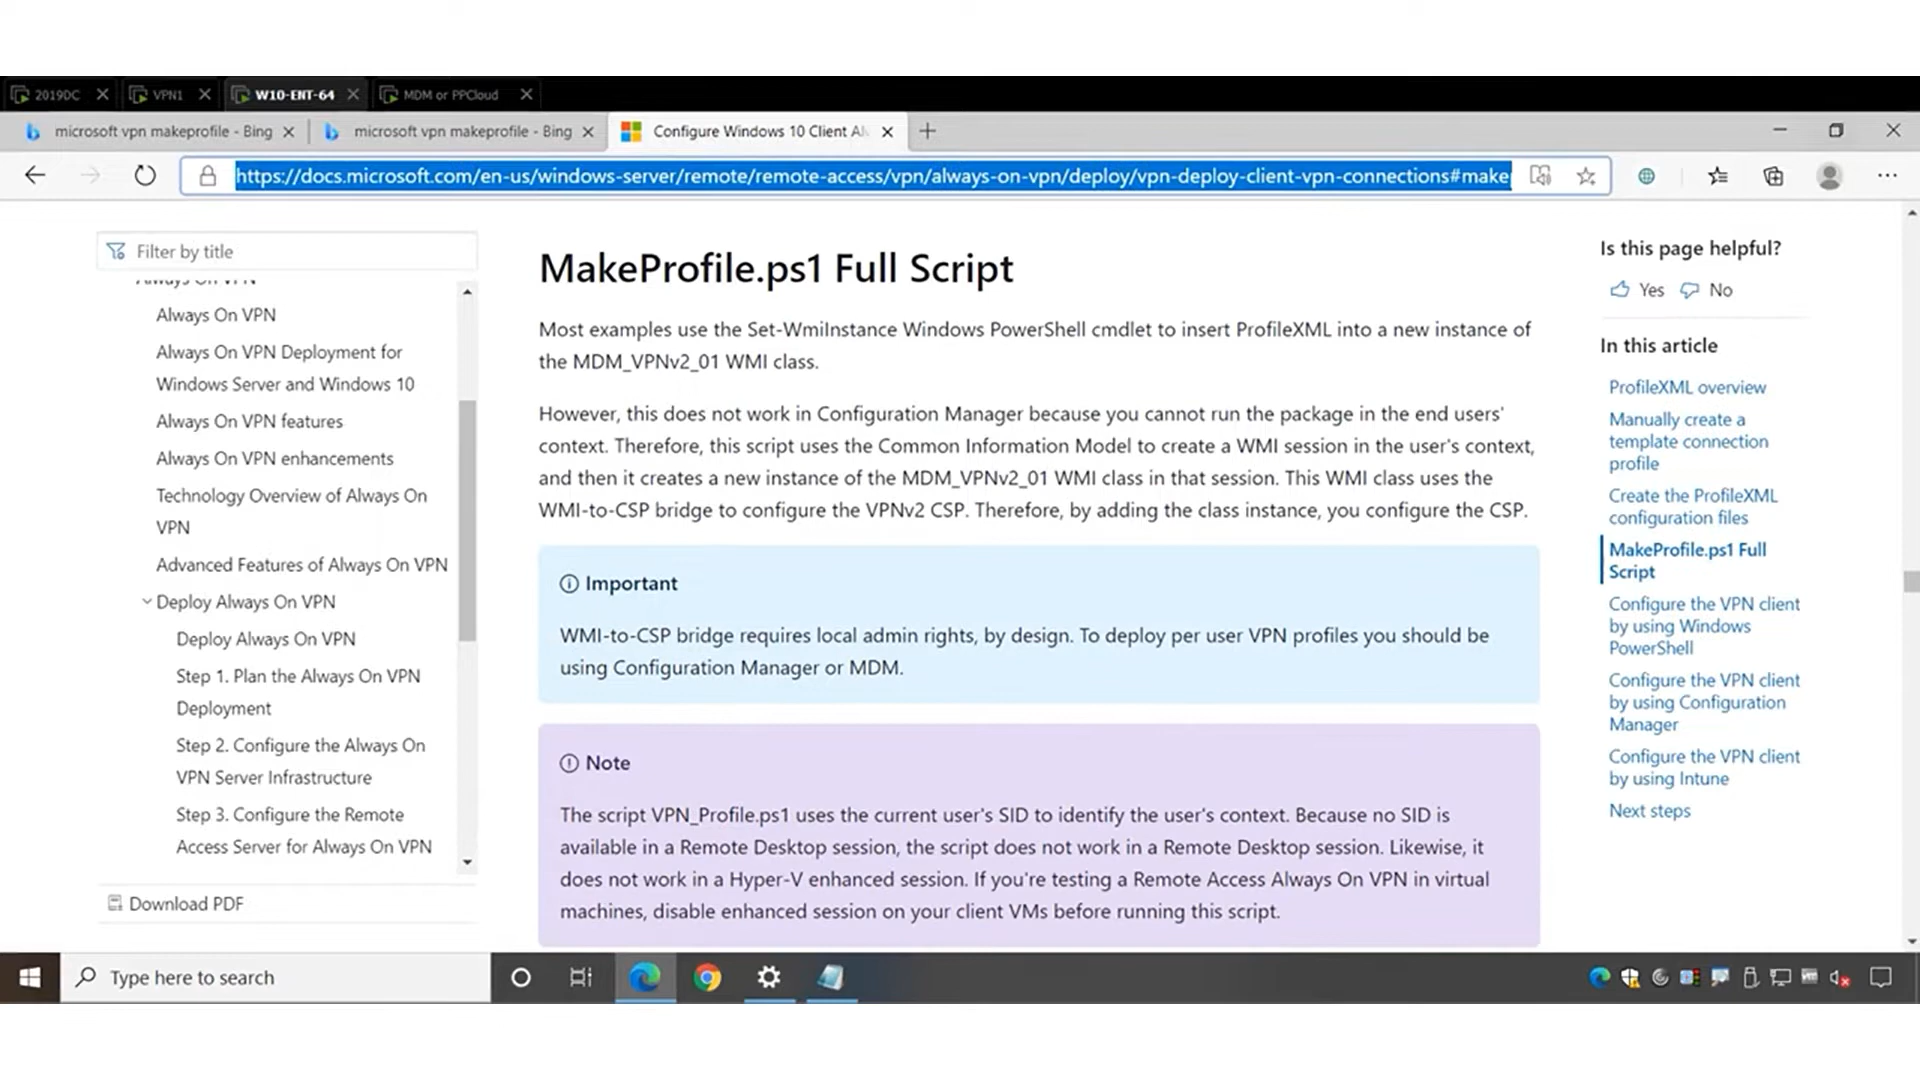 2019DC
VPN1
W10-ENT-64
MDM or PPCloud
microsoft vpn makeprofile - Bing
microsoft vpn makeprofile - Bing
Configure Windows 10 Client Al
https://docs.microsoft.com/en-us/windows-server/remote/remote-access/vpn/always-on-vpn/deploy/vpn-deploy-client-vpn-connections#make
Filter by title
Always On VPN
Always On VPN
Always On VPN Deployment for
Windows Server and Windows 10
Always On VPN features
Always On VPN enhancements
Technology Overview of Always On
VPN
Advanced Features of Always On VPN
Deploy Always On VPN
Deploy Always On VPN
Step 1. Plan the Always On VPN
Deployment
Step 2. Configure the Always On
VPN Server Infrastructure
Step 3. Configure the Remote
Access Server for Always On VPN
Download PDF
MakeProfile.ps1 Full Script
Most examples use the Set-WmiInstance Windows PowerShell cmdlet to insert ProfileXML into a new instance of
the MDM_VPNv2_01 WMI class.
However, this does not work in Configuration Manager because you cannot run the package in the end users'
context. Therefore, this script uses the Common Information Model to create a WMI session in the user's context,
and then it creates a new instance of the MDM_VPNv2_01 WMI class in that session. This WMI class uses the
WMI-to-CSP bridge to configure the VPNv2 CSP. Therefore, by adding the class instance, you configure the CSP.
Important
WMI-to-CSP bridge requires local admin rights, by design. To deploy per user VPN profiles you should be
using Configuration Manager or MDM.
Note
The script VPN_Profile.ps1 uses the current user's SID to identify the user's context. Because no SID is
available in a Remote Desktop session, the script does not work in a Remote Desktop session. Likewise, it
does not work in a Hyper-V enhanced session. If you're testing a Remote Access Always On VPN in virtual
machines, disable enhanced session on your client VMs before running this script.
Is this page helpful?
Yes No
In this article
ProfileXML overview
Manually create a
template connection
profile
Create the ProfileXML
configuration files
MakeProfile.ps1 Full
Script
Configure the VPN client
by using Windows
PowerShell
Configure the VPN client
by using Configuration
Manager
Configure the VPN client
by using Intune
Next steps
Type here to search